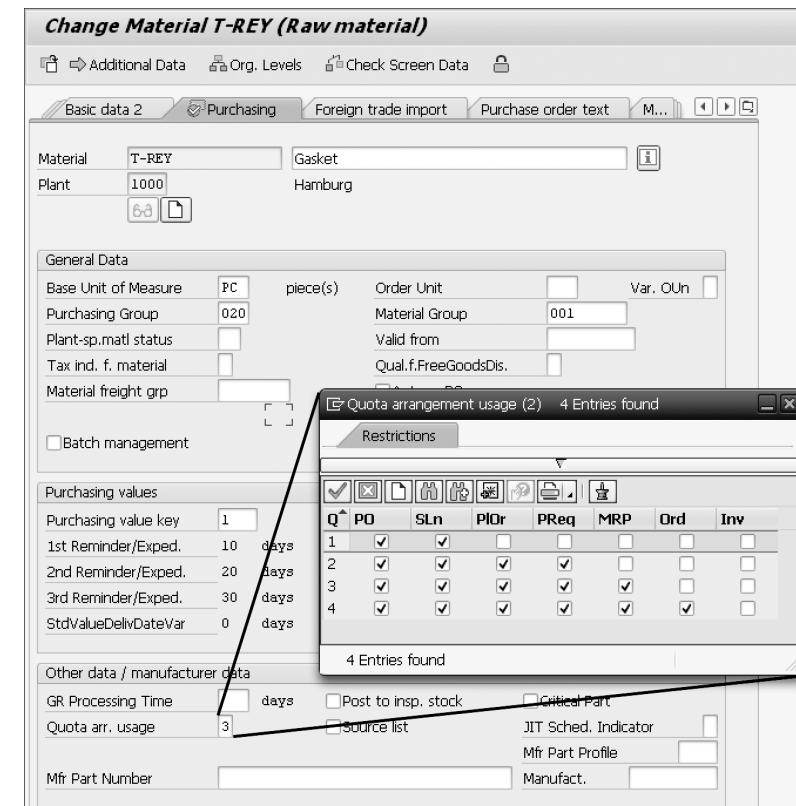 Change Material T-REY (Raw material)
Additional Data Org. Levels Check Screen Data
Basic data 2 Purchasing Foreign trade import Purchase order text M...
Material T-REY Gasket
Plant 1000 Hamburg
General Data
Base Unit of Measure PC piece(s) Order Unit Var. OUn
Purchasing Group 020 Material Group 001
Plant-sp.matl status Valid from
Tax ind. f. material Qual.f.FreeGoodsDis.
Material freight grp
Batch management
Quota arrangement usage (2) 4 Entries found
Restrictions
Q PO SLn PlOr PReq MRP Ord Inv
1
2
3
4
4 Entries found
Purchasing values
Purchasing value key 1
1st Reminder/Exped. 10 days
2nd Reminder/Exped. 20 days
3rd Reminder/Exped. 30 days
StdValueDelivDateVar 0 days
Other data / manufacturer data
GR Processing Time days Post to insp. stock Critical Part
Quota arr. usage 3 Source list JIT Sched. Indicator
Mfr Part Profile
Mfr Part Number Manufact.